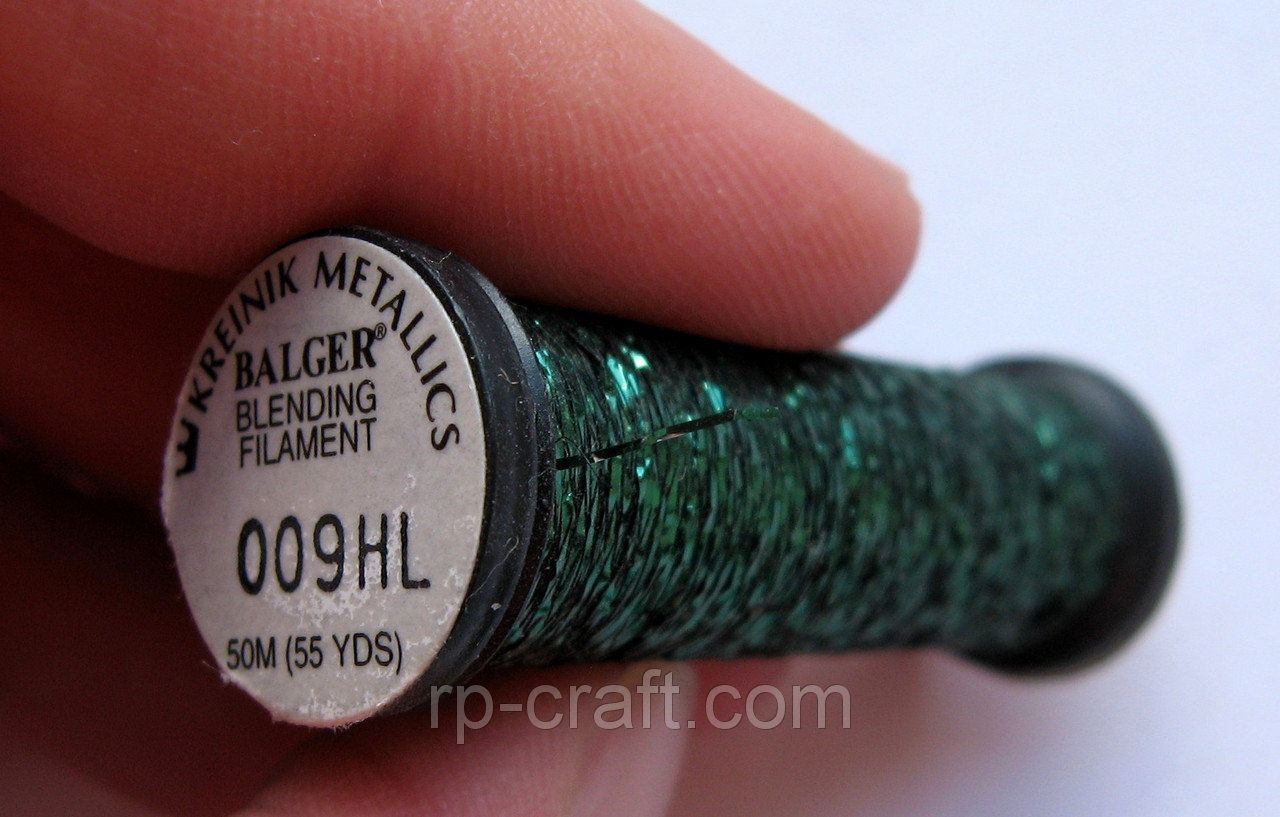 KREINIK METALLICS
BALGER®
BLENDING
FILAMENT
009HL
50M (55 YDS)
rp-craft.com